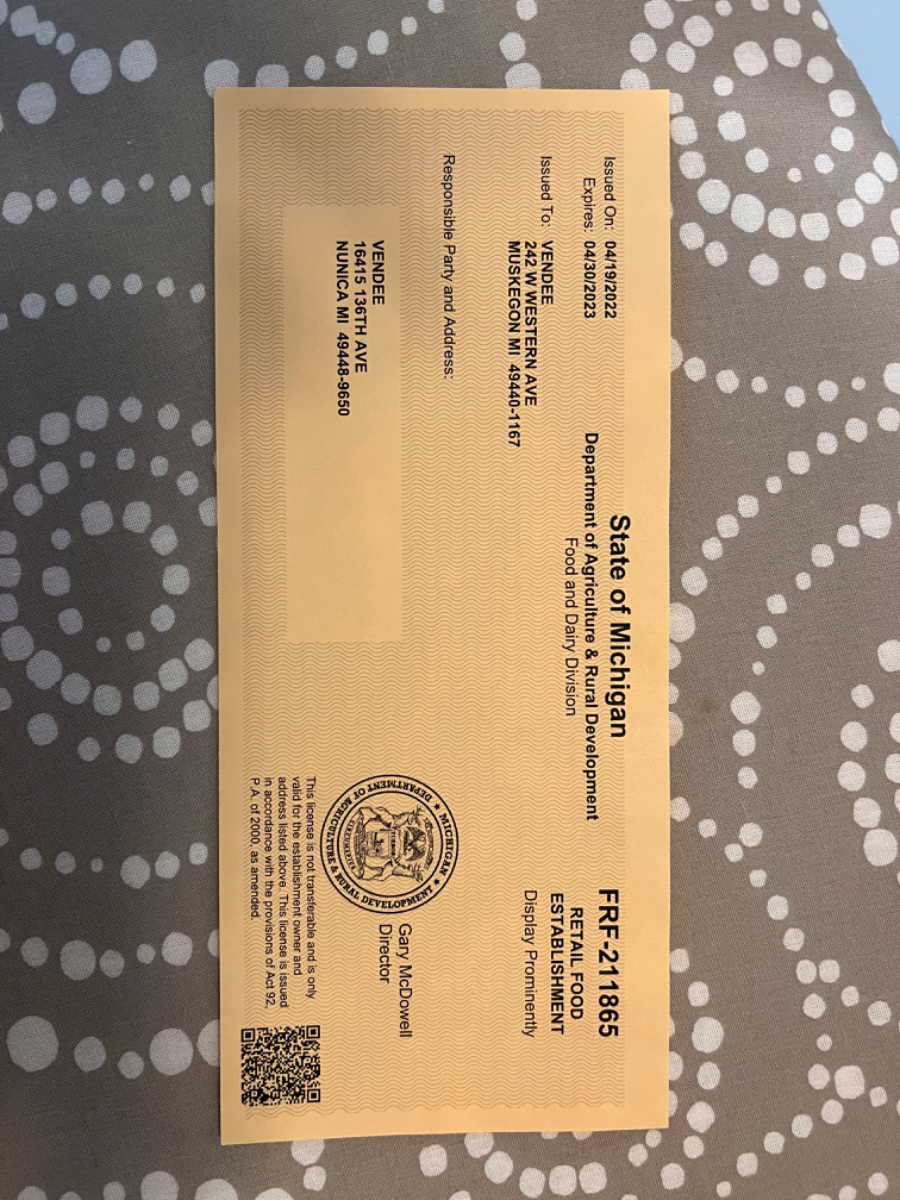 State of Michigan
Department of Agriculture & Rural Development
Food and Dairy Division
Issued On: 04/19/2022
Expires: 04/30/2023
Issued To: VENDEE
242 W WESTERN AVE
MUSKEGON MI 49440-1167
FRF-211865
RETAIL FOOD
ESTABLISHMENT
Display Prominently
Responsible Party and Address:
VENDEE
16415 136TH AVE
NUNICA MI 49448-9650
★ MICHIGAN ★
DEPARTMENT OF AGRICULTURE & RURAL DEVELOPMENT
TUEBOR
Gary McDowell
Director
This license is not transferable and is only
valid for the establishment owner and
address listed above. This license is issued
in accordance with the provisions of Act 92,
P.A. of 2000, as amended.